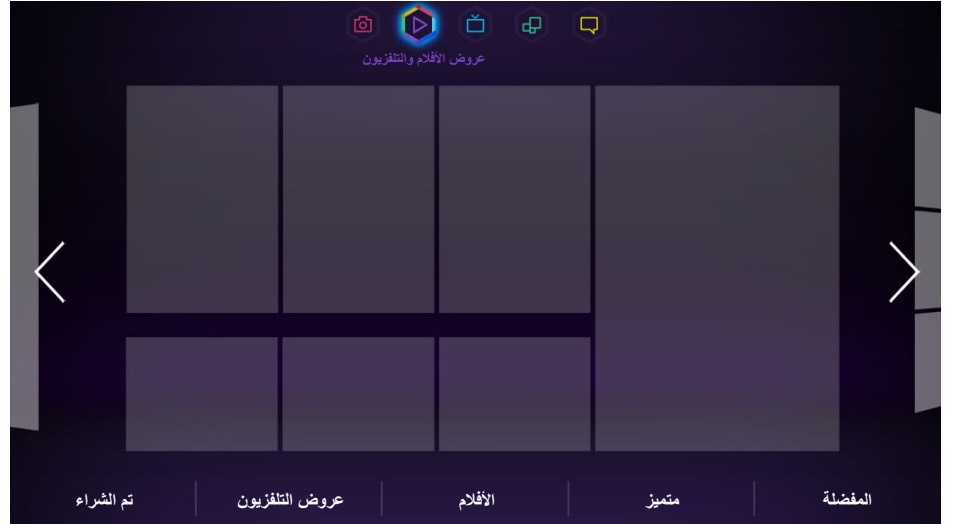 عروض الأفلام والتلفزيون
المفضلة
متميز
الأفلام
عروض التلفزيون
تم الشراء